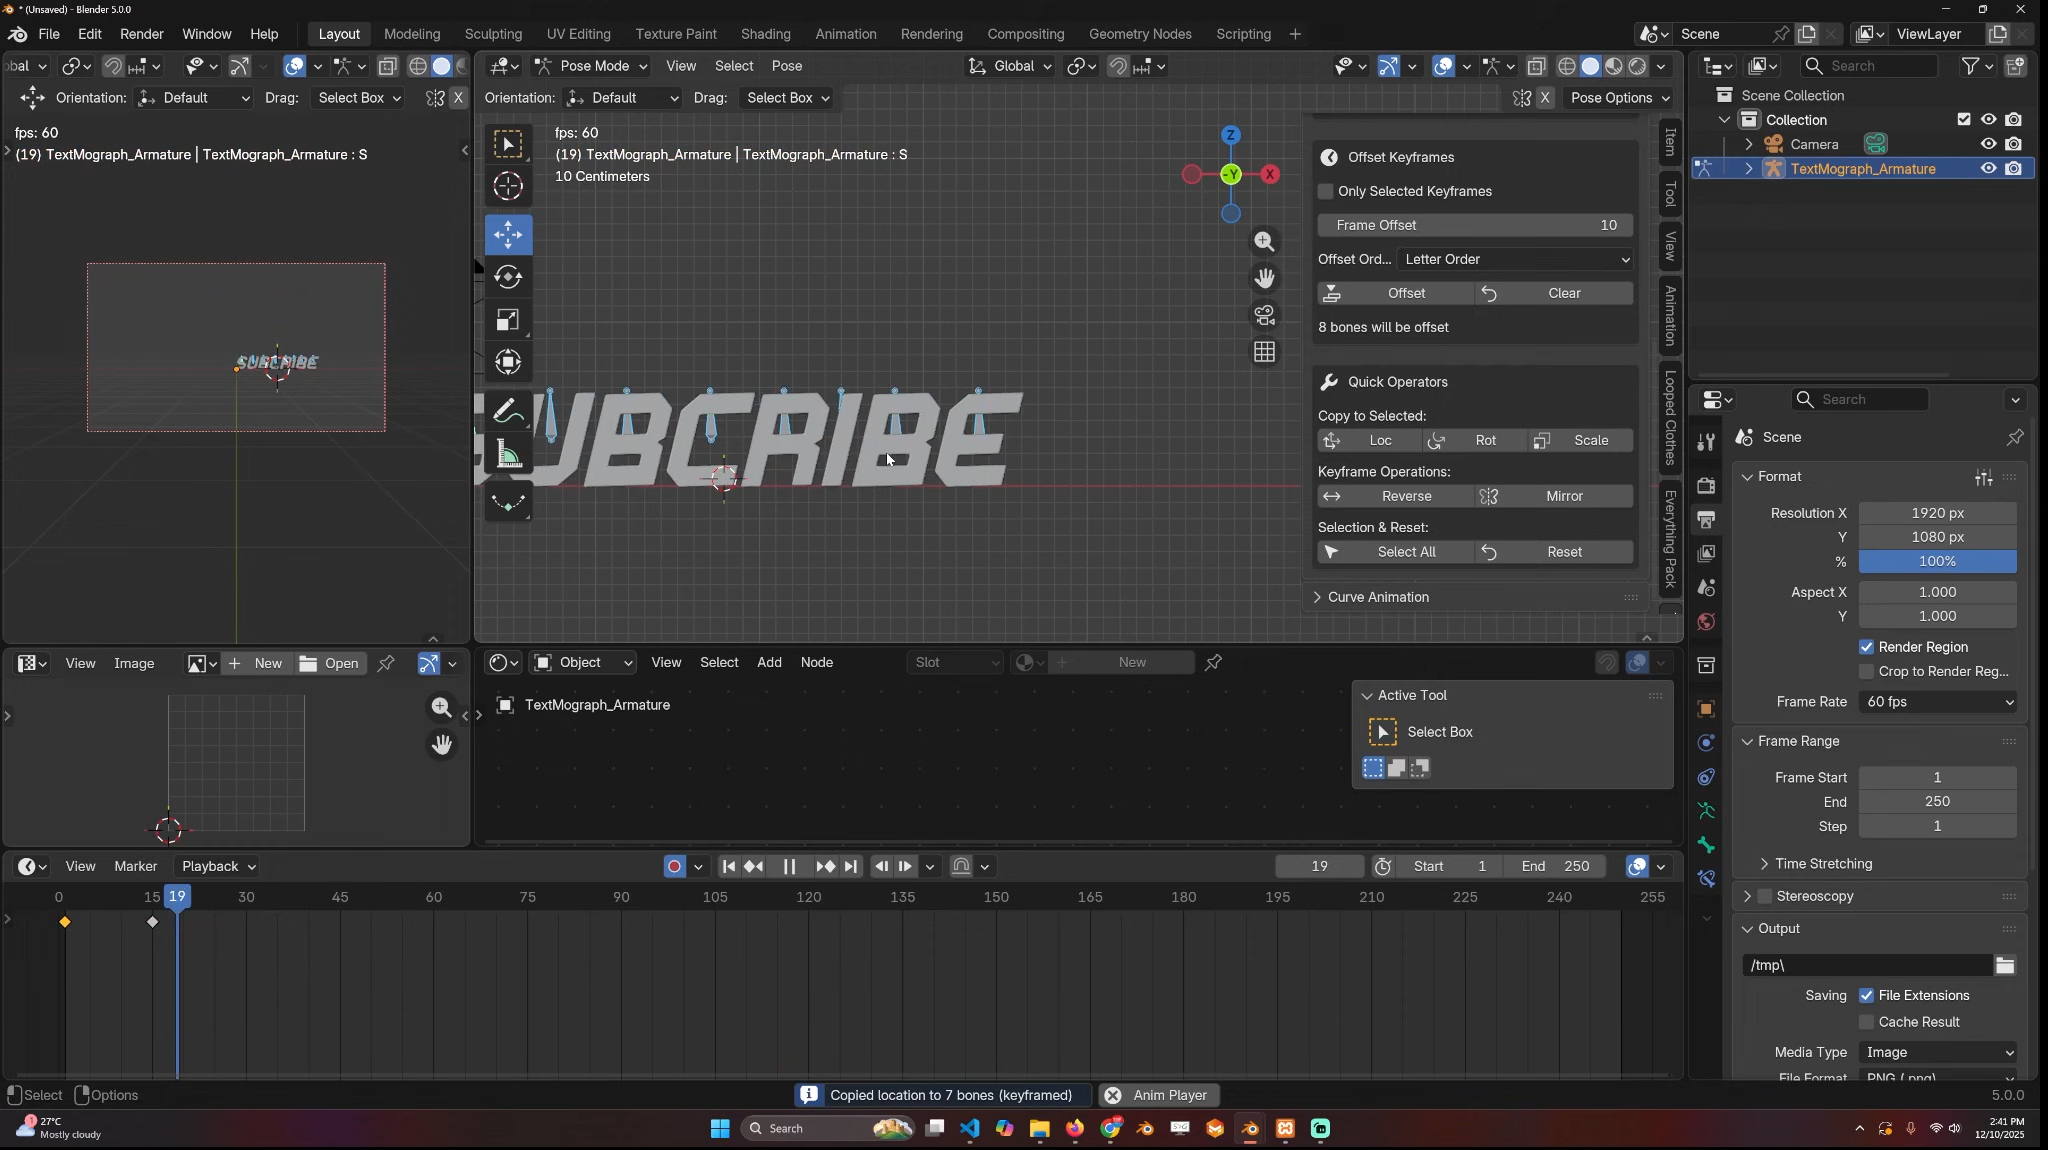 * (Unsaved) - Blender 5.0.0
File Edit Render Window Help Layout Modeling Sculpting UV Editing Texture Paint Shading Animation Rendering Compositing Geometry Nodes Scripting + Scene ViewLayer
Pose Mode View Select Pose Global Search
Orientation: Default Drag: Select Box X Orientation: Default Drag: Select Box X Pose Options
Scene Collection
Collection
Camera
TextMograph_Armature
fps: 60
(19) TextMograph_Armature | TextMograph_Armature : S
fps: 60
(19) TextMograph_Armature | TextMograph_Armature : S
10 Centimeters
Z
-Y
X
SUBCRIBE
SUBCRIBE
Offset Keyframes
Only Selected Keyframes
Frame Offset 10
Offset Ord... Letter Order
Offset Clear
8 bones will be offset
Quick Operators
Copy to Selected:
Loc Rot Scale
Keyframe Operations:
Reverse Mirror
Selection & Reset:
Select All Reset
Curve Animation
Item
Tool
View
Animation
Looped Clothes
Everything Pack
Search
Scene
Format
Resolution X 1920 px
Y 1080 px
% 100%
Aspect X 1.000
Y 1.000
Render Region
Crop to Render Reg...
Frame Rate 60 fps
Frame Range
Frame Start 1
End 250
Step 1
Time Stretching
Stereoscopy
Output
/tmp\
Saving File Extensions
Cache Result
Media Type Image
File Format PNG (.png)
View Image New Open
Object View Select Add Node Slot New
TextMograph_Armature
Active Tool
Select Box
View Marker Playback 19 Start 1 End 250
0 15 19 30 45 60 75 90 105 120 135 150 165 180 195 210 225 240 255
Select Options Copied location to 7 bones (keyframed) Anim Player 5.0.0
27°C
Mostly cloudy
Search
2:41 PM
12/10/2025